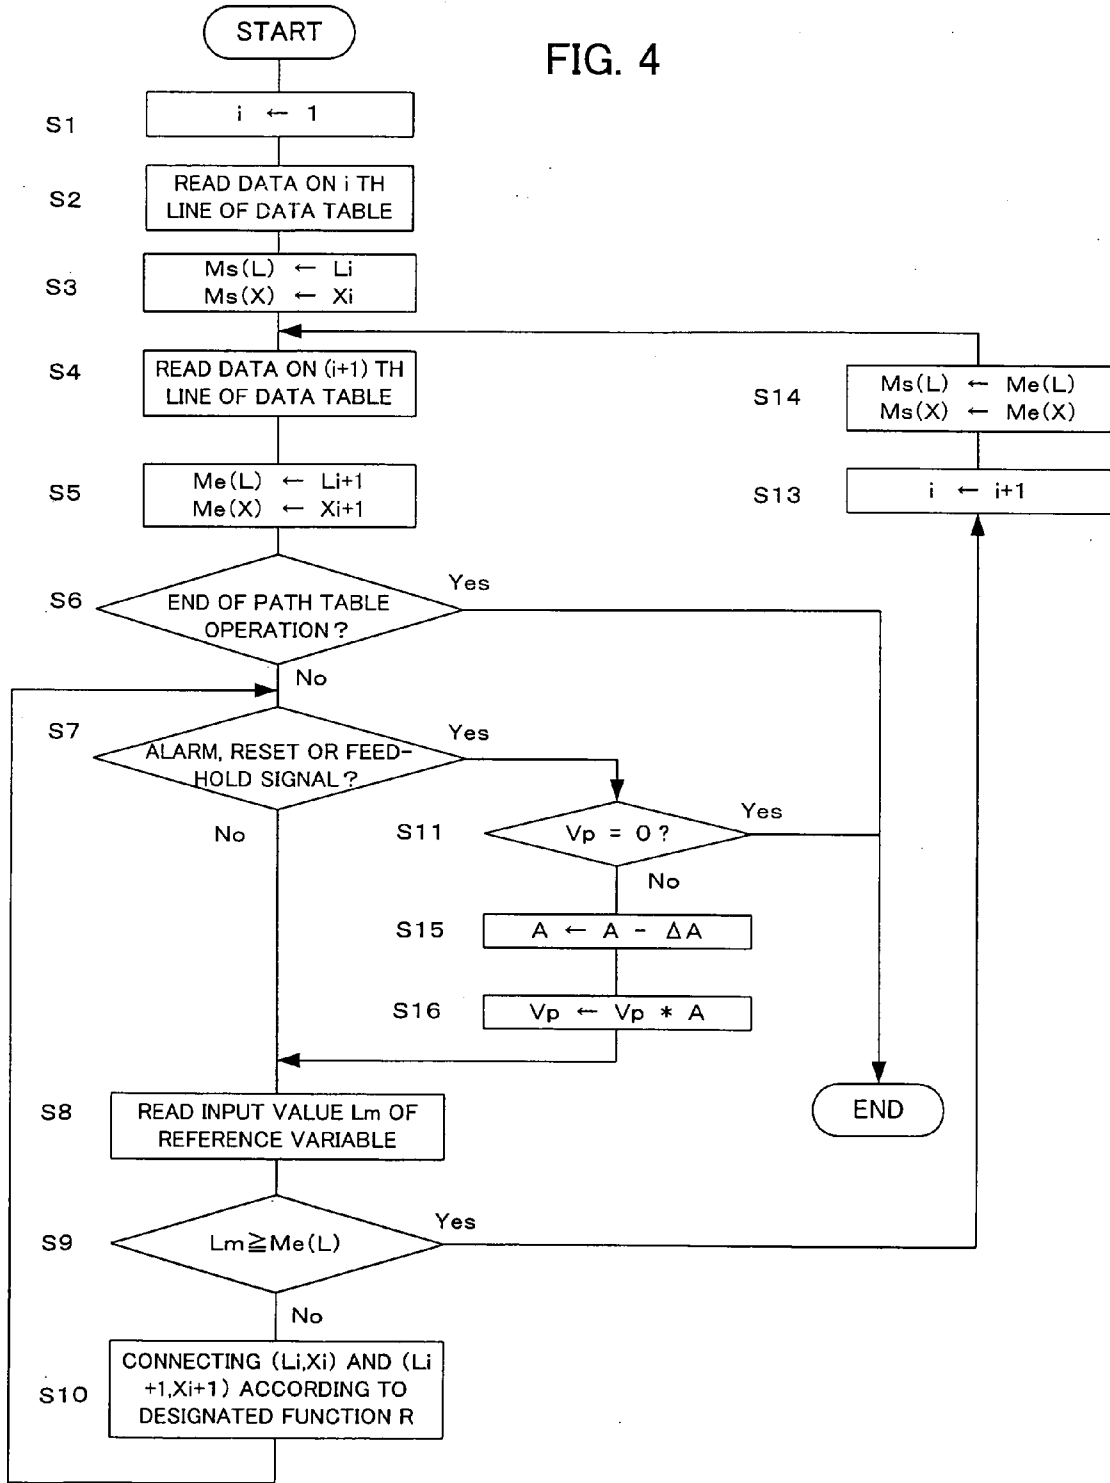 START
FIG. 4
S1
i ← 1
S2
READ DATA ON i TH
LINE OF DATA TABLE
S3
Ms(L) ← Li
Ms(X) ← Xi
S4
READ DATA ON (i+1) TH
LINE OF DATA TABLE
S14
Ms(L) ← Me(L)
Ms(X) ← Me(X)
S5
Me(L) ← Li+1
Me(X) ← Xi+1
S13
i ← i+1
S6
END OF PATH TABLE
OPERATION?
Yes
No
S7
ALARM, RESET OR FEED-
HOLD SIGNAL?
Yes
No
S11
Vp = 0?
Yes
No
S15
A ← A - ΔA
S16
Vp ← Vp * A
S8
READ INPUT VALUE Lm OF
REFERENCE VARIABLE
END
S9
Lm≧Me(L)
Yes
No
S10
CONNECTING (Li,Xi) AND (Li
+1,Xi+1) ACCORDING TO
DESIGNATED FUNCTION R